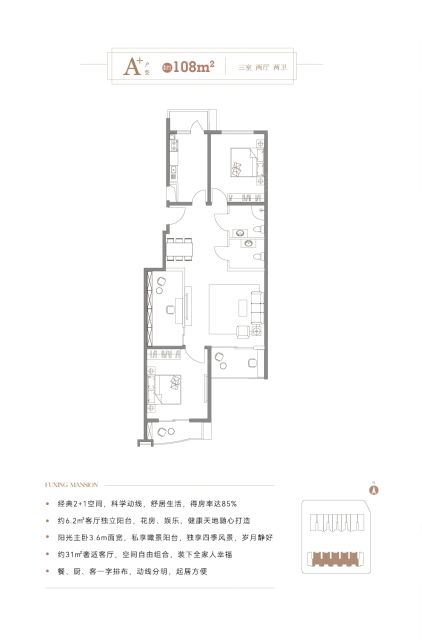 A+ 户型 建面约108m² 三室 两厅 两卫
FUXING MANSION
经典2+1空间，科学动线，舒居生活，得房率达85%
约6.2㎡客厅独立阳台，花房、娱乐、健康天地随心打造
阳光主卧3.6m面宽，私享瞰景阳台，独享四季风景，岁月静好
约31㎡奢适客厅，空间自由组合，装下全家人幸福
餐、厨、客一字排布，动线分明，起居方便